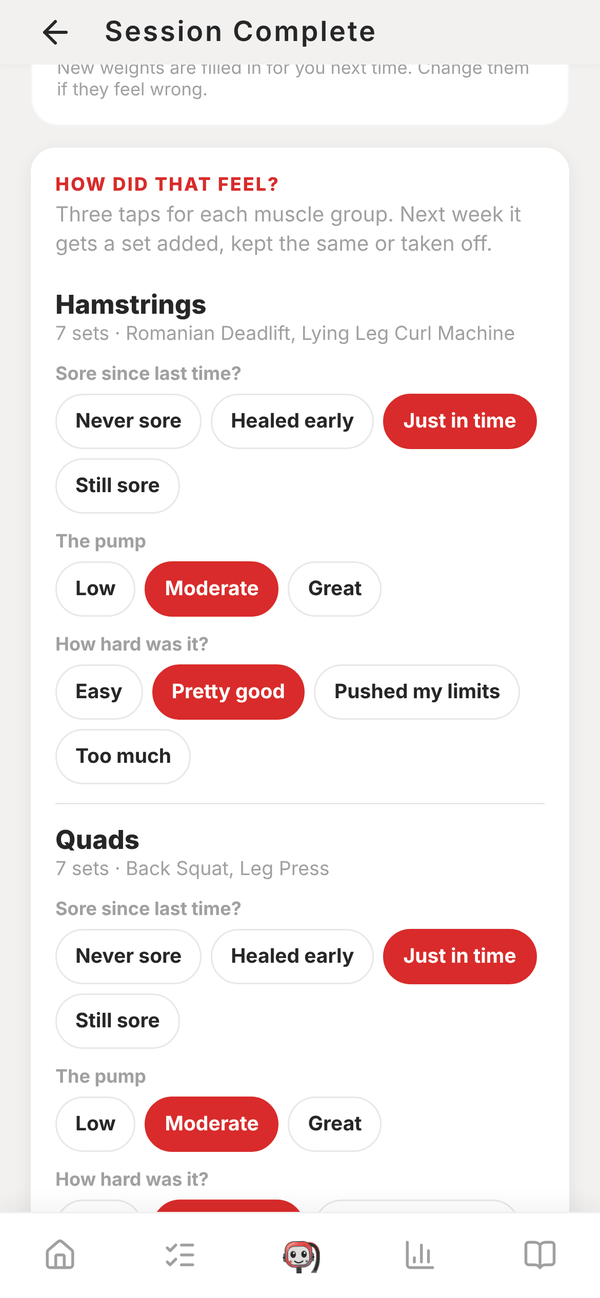 Session Complete
New weights are filled in for you next time. Change them
if they feel wrong.
HOW DID THAT FEEL?
Three taps for each muscle group. Next week it
gets a set added, kept the same or taken off.
Hamstrings
7 sets · Romanian Deadlift, Lying Leg Curl Machine
Sore since last time?
Never sore
Healed early
Just in time
Still sore
The pump
Low
Moderate
Great
How hard was it?
Easy
Pretty good
Pushed my limits
Too much
Quads
7 sets · Back Squat, Leg Press
Sore since last time?
Never sore
Healed early
Just in time
Still sore
The pump
Low
Moderate
Great
How hard was it?